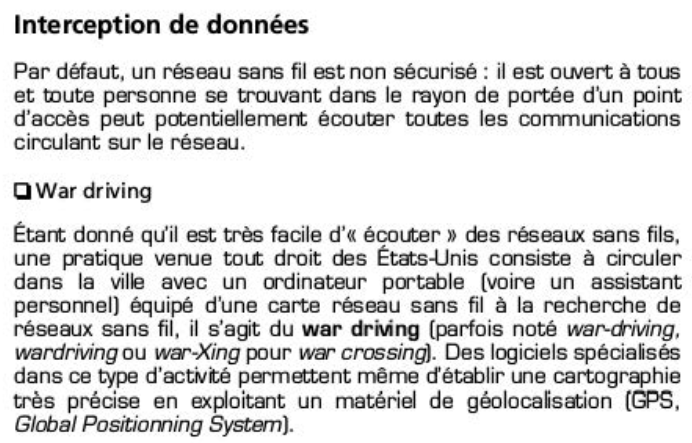 Interception de données
Par défaut, un réseau sans fil est non sécurisé : il est ouvert à tous
et toute personne se trouvant dans le rayon de portée d'un point
d'accès peut potentiellement écouter toutes les communications
circulant sur le réseau.
❑ War driving
Étant donné qu'il est très facile d'« écouter » des réseaux sans fils,
une pratique venue tout droit des États-Unis consiste à circuler
dans la ville avec un ordinateur portable (voire un assistant
personnel) équipé d'une carte réseau sans fil à la recherche de
réseaux sans fil, il s'agit du war driving (parfois noté war-driving,
wardriving ou war-Xing pour war crossing). Des logiciels spécialisés
dans ce type d'activité permettent même d'établir une cartographie
très précise en exploitant un matériel de géolocalisation (GPS,
Global Positionning System).